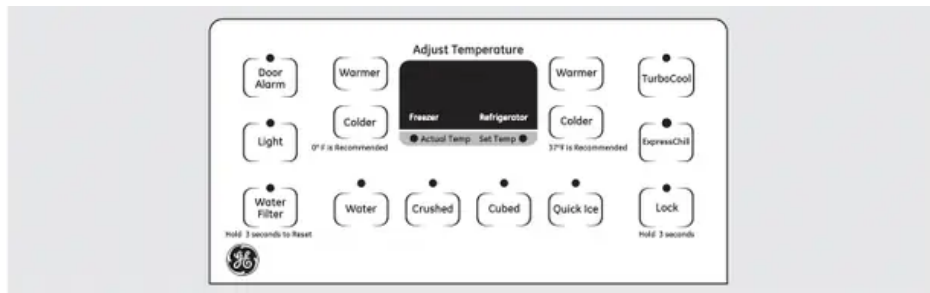 Adjust Temperature
Door
Alarm
Warmer
Warmer
TurboCool
Freezer
Refrigerator
Colder
Colder
Light
Actual Temp
Set Temp
ExpressChill
0° F is Recommended
37°F is Recommended
Water
Filter
Water
Crushed
Cubed
Quick Ice
Lock
Hold 3 seconds to Reset
Hold 3 seconds
GE